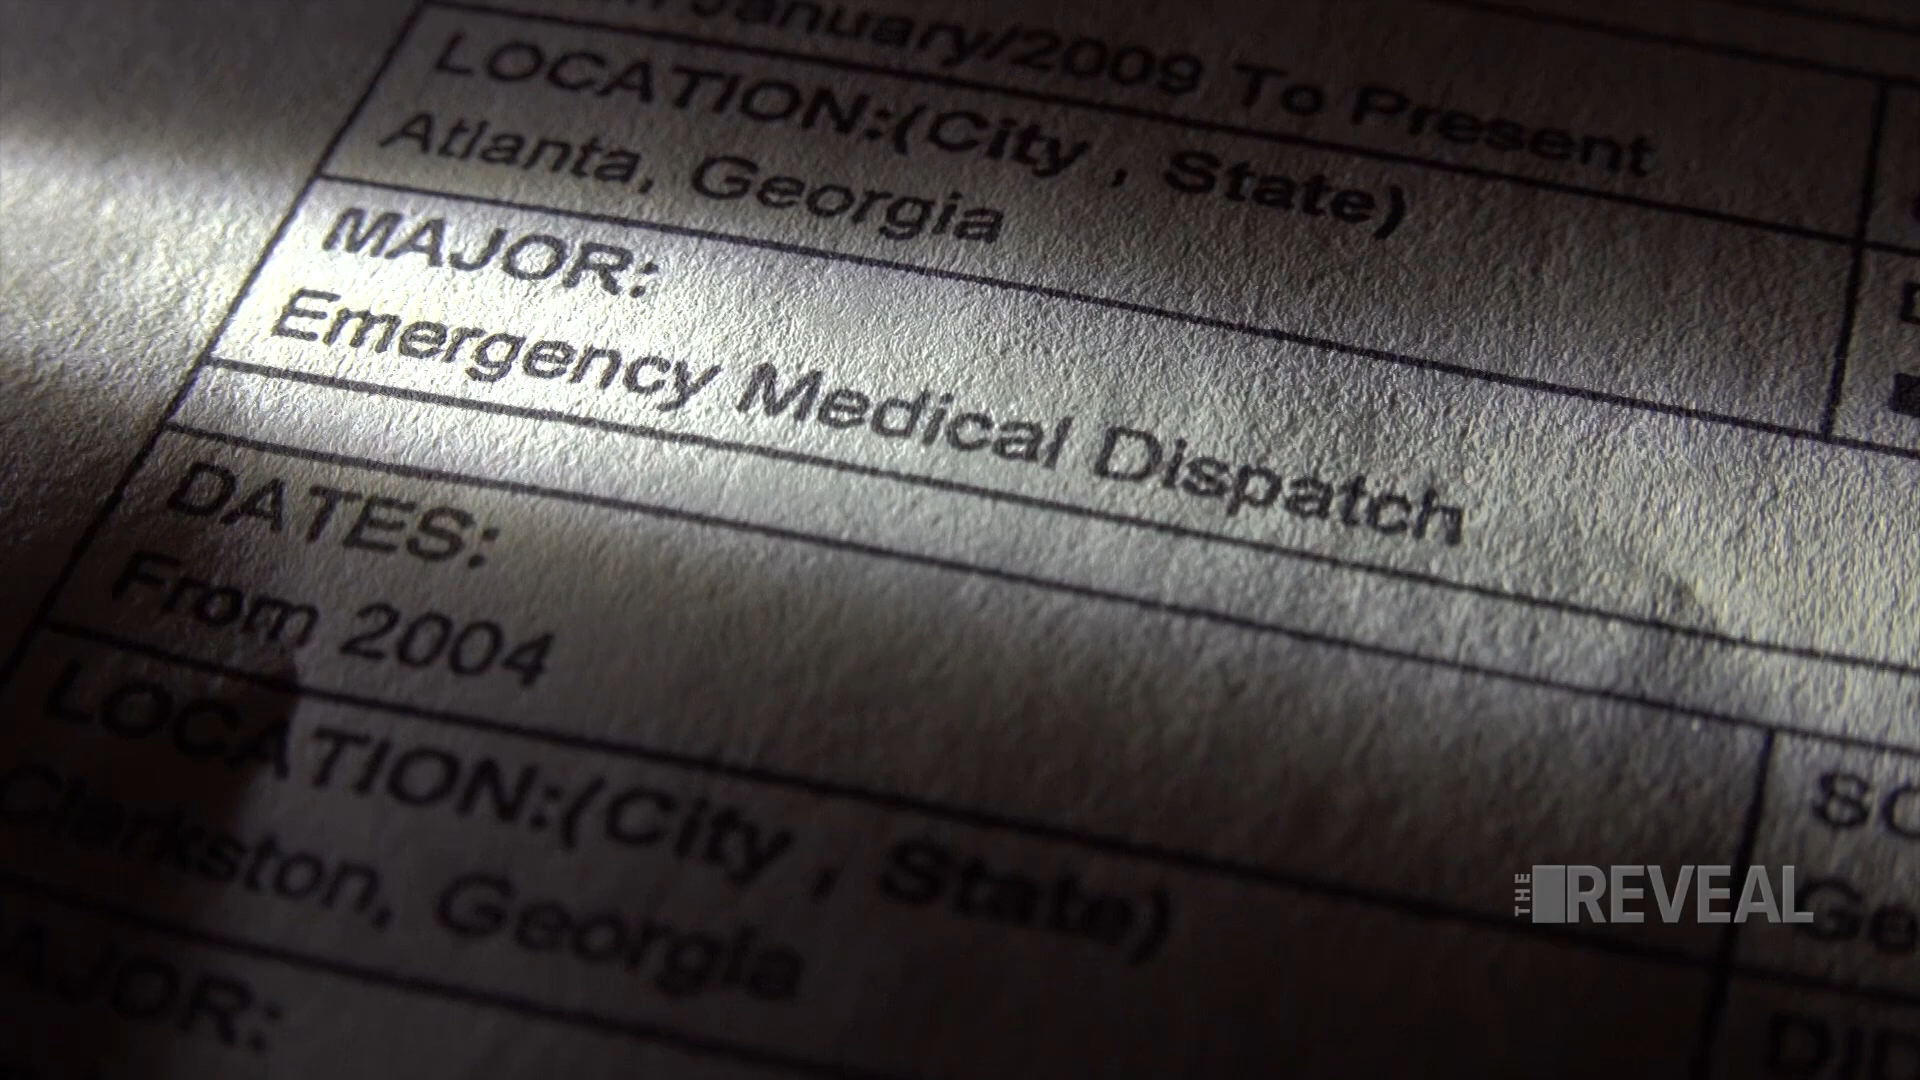 January/2009 To Present
LOCATION:(City , State)
Atlanta, Georgia
MAJOR:
Emergency Medical Dispatch
DATES:
From 2004
LOCATION:(City , State)
Clarkston, Georgia
MAJOR:
THE REVEAL